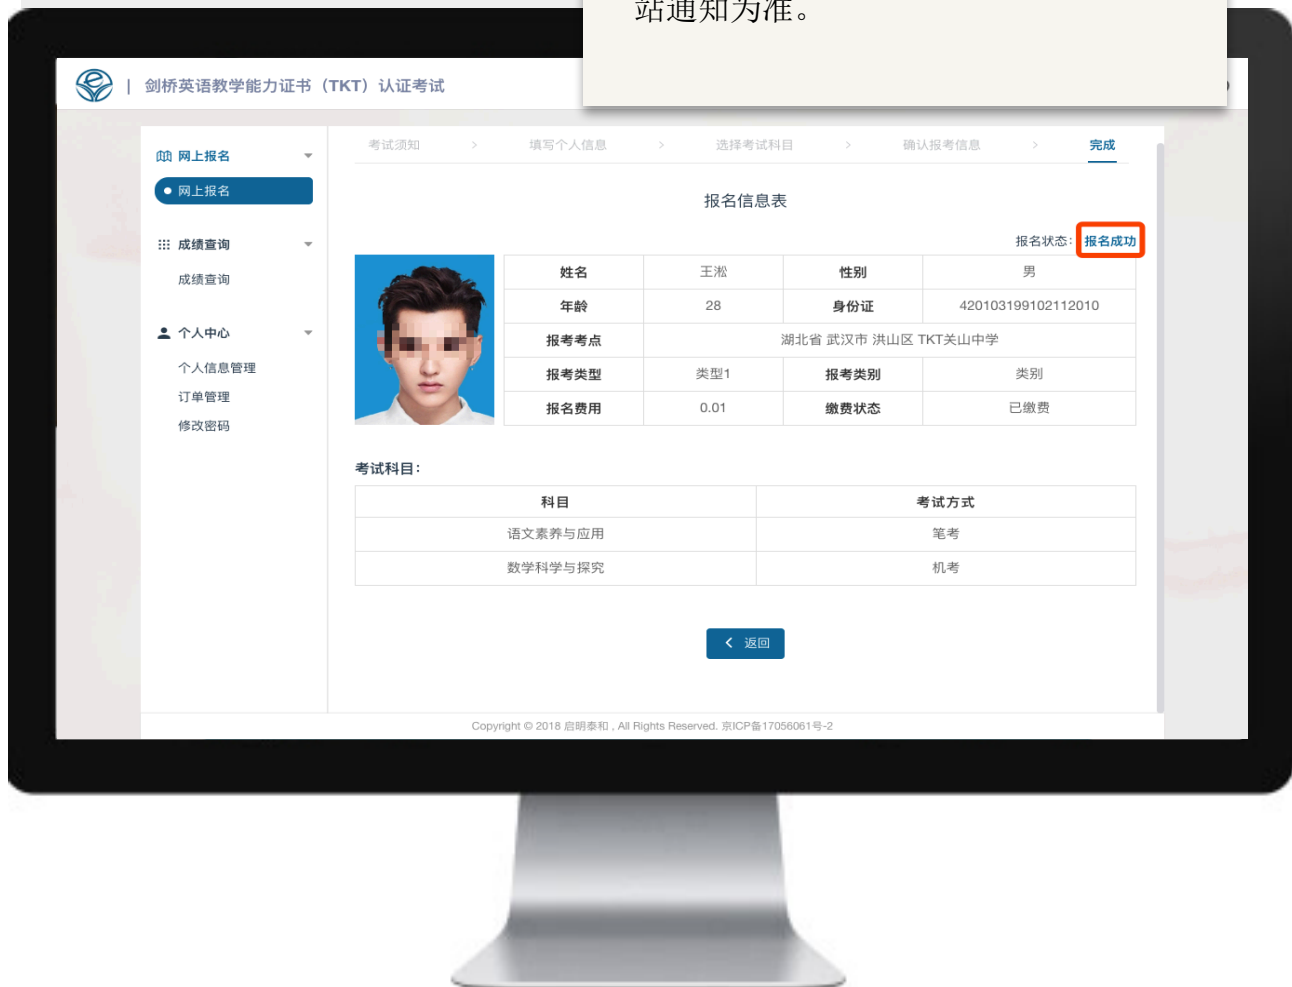 站通知为准。
| 剑桥英语教学能力证书（TKT）认证考试
网上报名
网上报名
成绩查询
成绩查询
个人中心
个人信息管理
订单管理
修改密码
考试须知 > 填写个人信息 > 选择考试科目 > 确认报考信息 > 完成
报名信息表
报名状态: 报名成功
姓名 王淞 性别 男
年龄 28 身份证 420103199102112010
报考考点 湖北省 武汉市 洪山区 TKT关山中学
报考类型 类型1 报考类别 类别
报名费用 0.01 缴费状态 已缴费
考试科目：
科目 考试方式
语文素养与应用 笔考
数学科学与探究 机考
返回
Copyright © 2018 启明泰和 , All Rights Reserved. 京ICP备17056061号-2